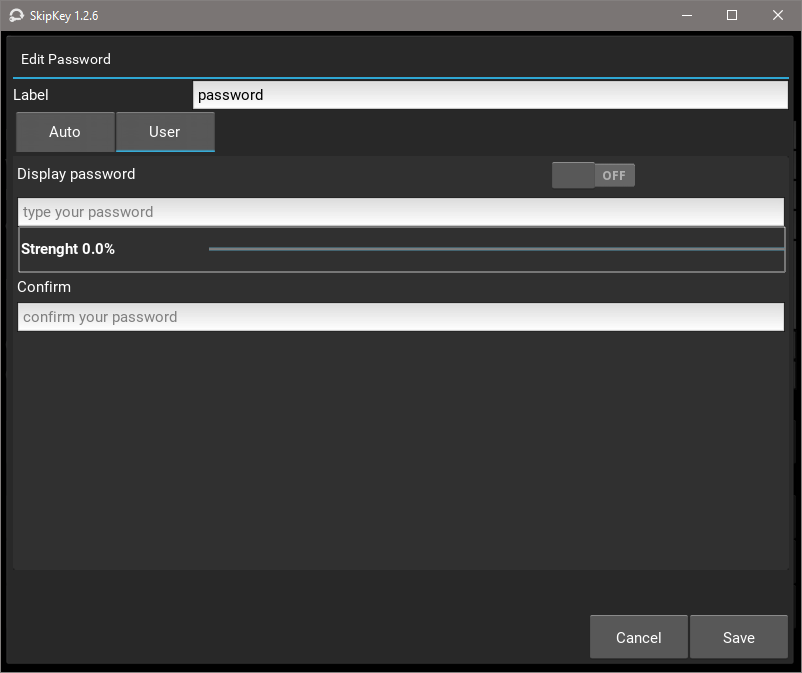 SkipKey 1.2.6
Edit Password
Label password
Auto User
Display password OFF
type your password
Strenght 0.0%
Confirm
confirm your password
Cancel Save